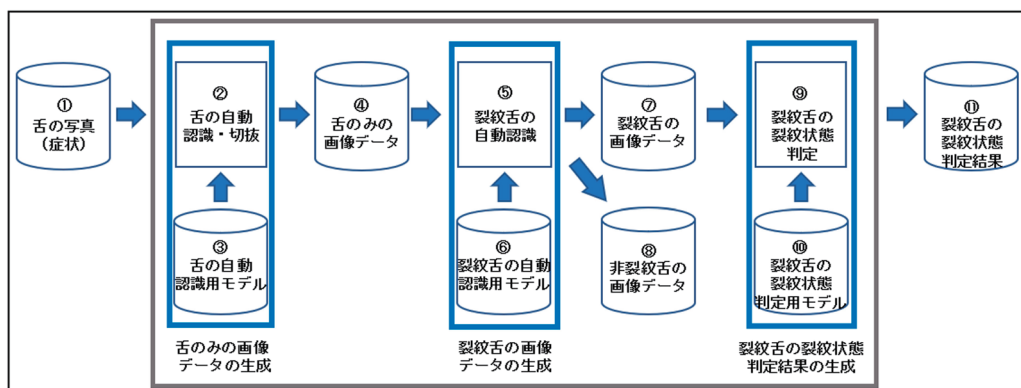 ①
舌の写真
(症状)
②
舌の自動
認識・切抜
③
舌の自動
認識用モデル
舌のみの画像
データの生成
④
舌のみの
画像データ
⑤
裂紋舌の
自動認識
⑥
裂紋舌の自動
認識用モデル
裂紋舌の画像
データの生成
⑦
裂紋舌の
画像データ
⑧
非裂紋舌の
画像データ
⑨
裂紋舌の
裂紋状態
判定
⑩
裂紋舌の
裂紋状態
判定用モデル
裂紋舌の裂紋状態
判定結果の生成
⑪
裂紋舌の
裂紋状態
判定結果